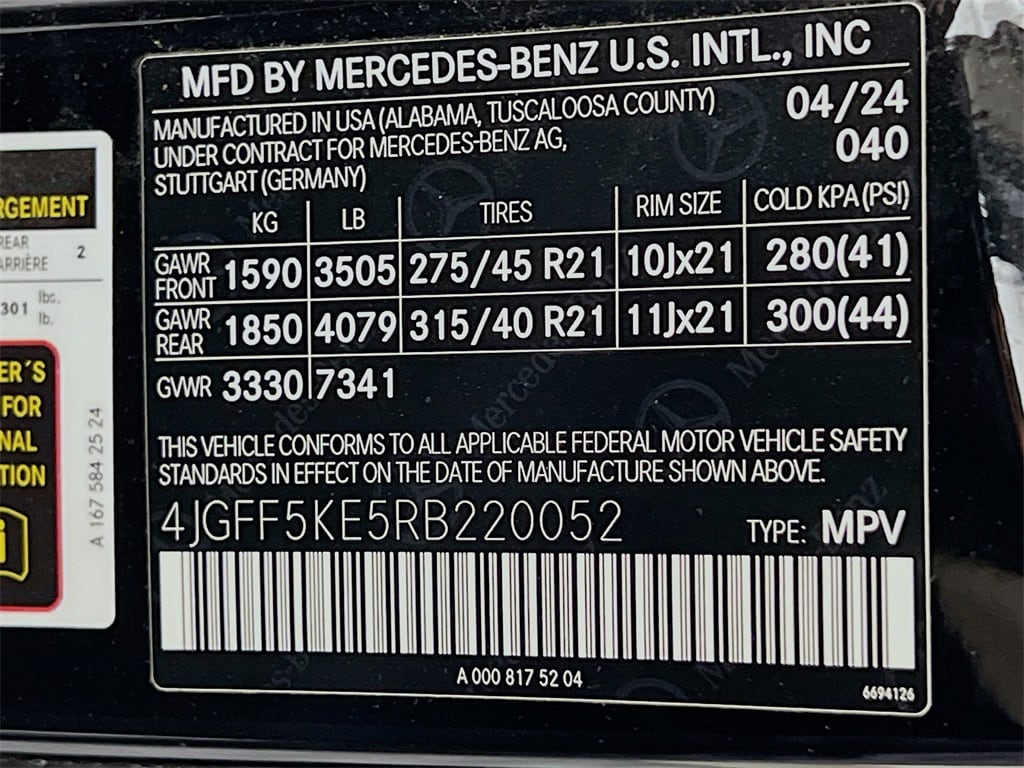 MFD BY MERCEDES-BENZ U.S. INTL., INC
MANUFACTURED IN USA (ALABAMA, TUSCALOOSA COUNTY) 04/24
UNDER CONTRACT FOR MERCEDES-BENZ AG, 040
STUTTGART (GERMANY)
KG LB TIRES RIM SIZE COLD KPA (PSI)
GAWR FRONT 1590 3505 275/45 R21 10Jx21 280(41)
GAWR REAR 1850 4079 315/40 R21 11Jx21 300(44)
GVWR 3330 7341
THIS VEHICLE CONFORMS TO ALL APPLICABLE FEDERAL MOTOR VEHICLE SAFETY
STANDARDS IN EFFECT ON THE DATE OF MANUFACTURE SHOWN ABOVE.
4JGFF5KE5RB220052 TYPE: MPV
A 000 817 52 04
6694126
RGEMENT
REAR
ARRIÈRE 2
301 lbs.
lb.
ER´S
FOR
NAL
TION
A 167 584 25 24